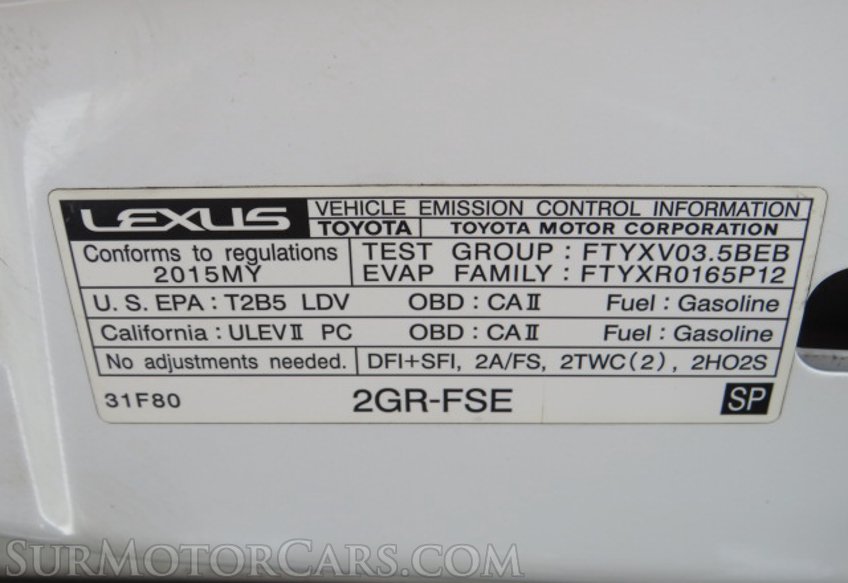 LEXUS VEHICLE EMISSION CONTROL INFORMATION
TOYOTA TOYOTA MOTOR CORPORATION
Conforms to regulations
2015MY
TEST GROUP : FTYXV03.5BEB
EVAP FAMILY : FTYXR0165P12
U.S. EPA : T2B5 LDV OBD : CAⅡ Fuel : Gasoline
California : ULEVⅡ PC OBD : CAⅡ Fuel : Gasoline
No adjustments needed. DFI+SFI, 2A/FS, 2TWC(2), 2HO2S
31F80 2GR-FSE SP
SurMotorCars.com